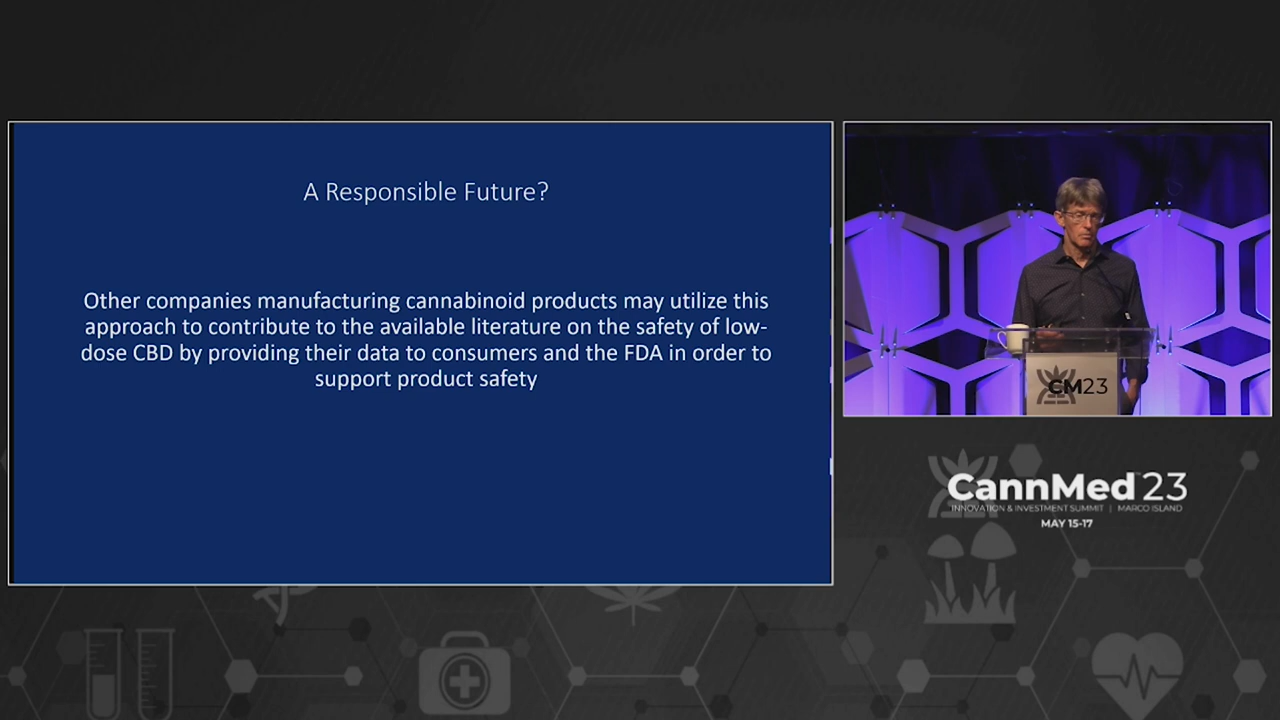 A Responsible Future?
Other companies manufacturing cannabinoid products may utilize this
approach to contribute to the available literature on the safety of low-
dose CBD by providing their data to consumers and the FDA in order to
support product safety
CM23
CannMed 23
INNOVATION & INVESTMENT SUMMIT | MARCO ISLAND
MAY 15-17